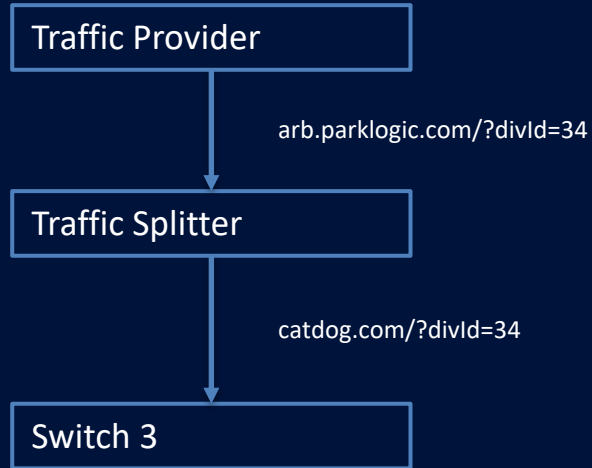 Traffic Provider
arb.parklogic.com/?divId=34
Traffic Splitter
catdog.com/?divId=34
Switch 3